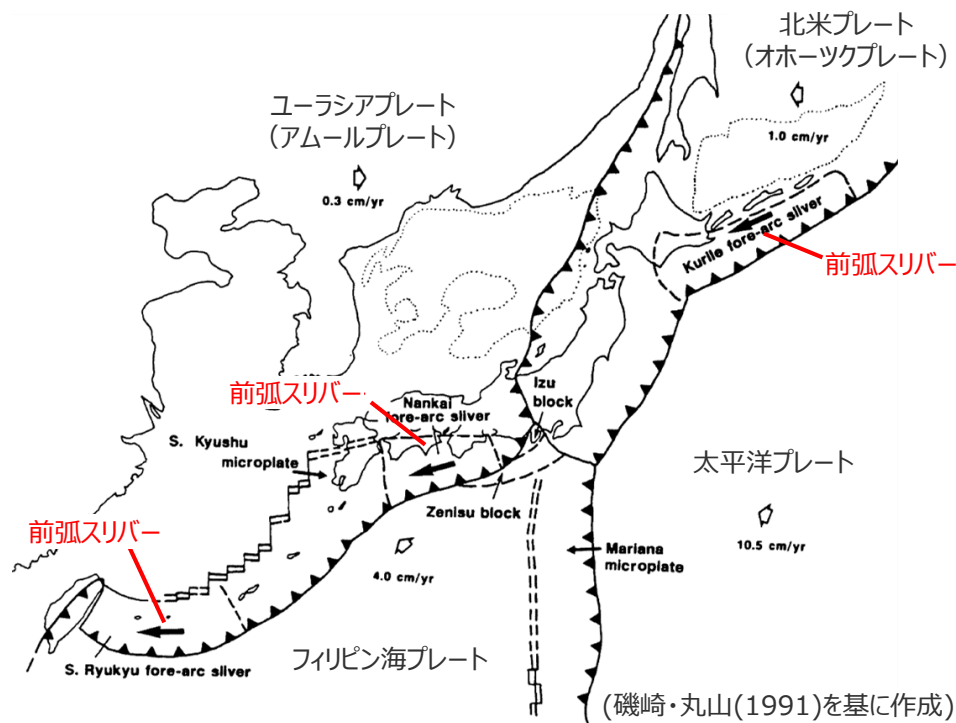 北米プレート
（オホーツクプレート）
1.0 cm/yr
ユーラシアプレート
（アムールプレート）
0.3 cm/yr
Kurile fore-arc sliver
前弧スリバー
前弧スリバー
Nankai
fore-arc sliver
Izu
block
S. Kyushu
microplate
太平洋プレート
10.5 cm/yr
Zenisu block
前弧スリバー
4.0 cm/yr
Mariana
microplate
フィリピン海プレート
S. Ryukyu fore-arc sliver
(磯崎・丸山(1991)を基に作成)